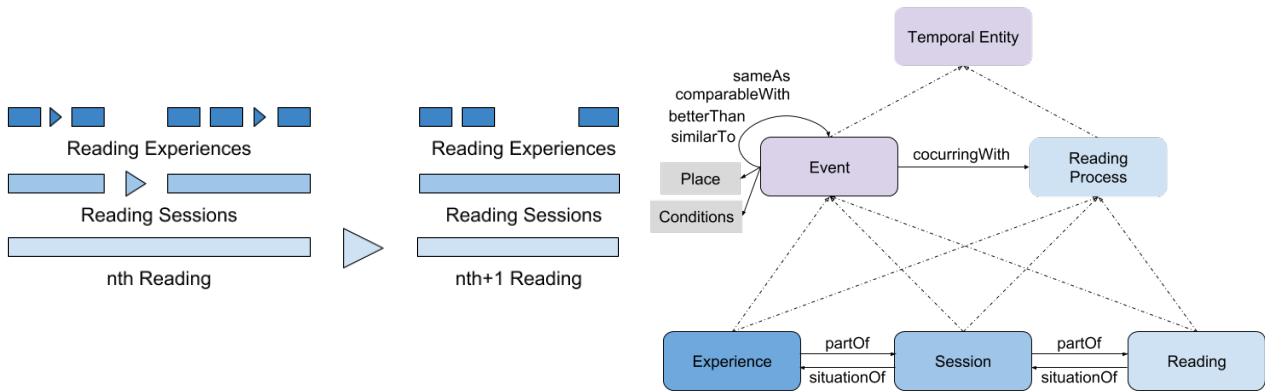 Reading Experiences
Reading Experiences
Reading Sessions
Reading Sessions
nth Reading
nth+1 Reading
Temporal Entity
sameAs
comparableWith
betterThan
similarTo
Event
cocurringWith
Reading
Process
Place
Conditions
Experience
partOf
situationOf
Session
partOf
situationOf
Reading